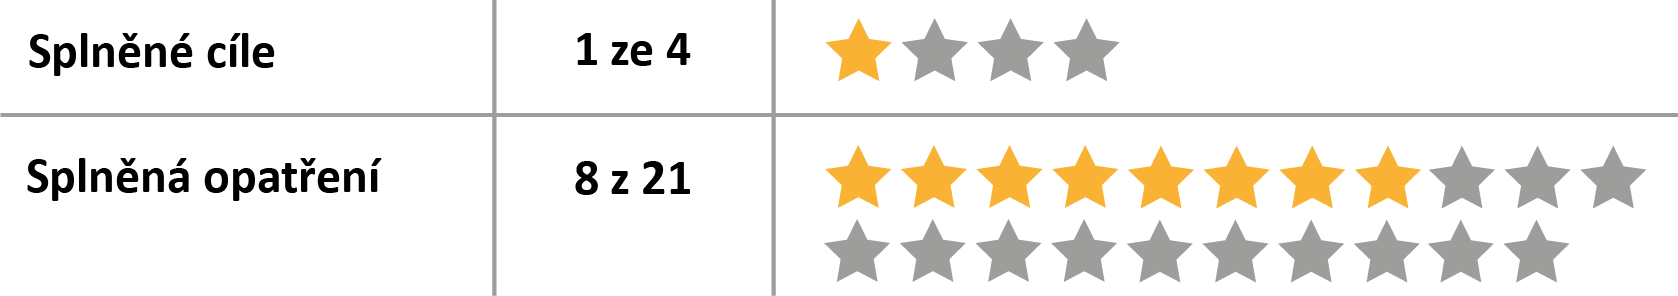 Splněné cíle
1 ze 4
Splněná opatření
8 z 21